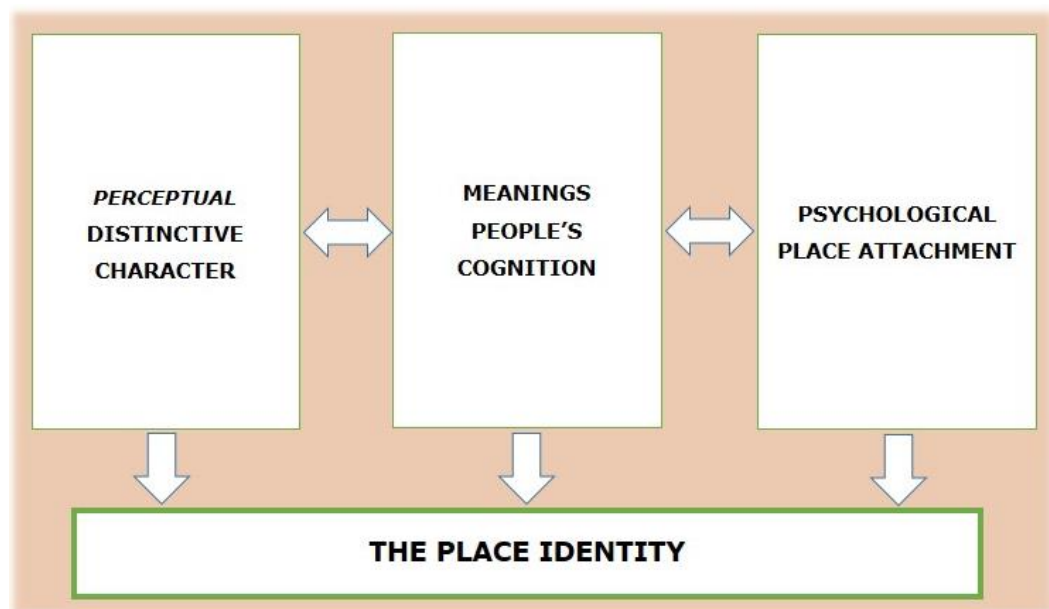 PERCEPTUAL
DISTINCTIVE
CHARACTER
MEANINGS
PEOPLE’S
COGNITION
PSYCHOLOGICAL
PLACE ATTACHMENT
THE PLACE IDENTITY